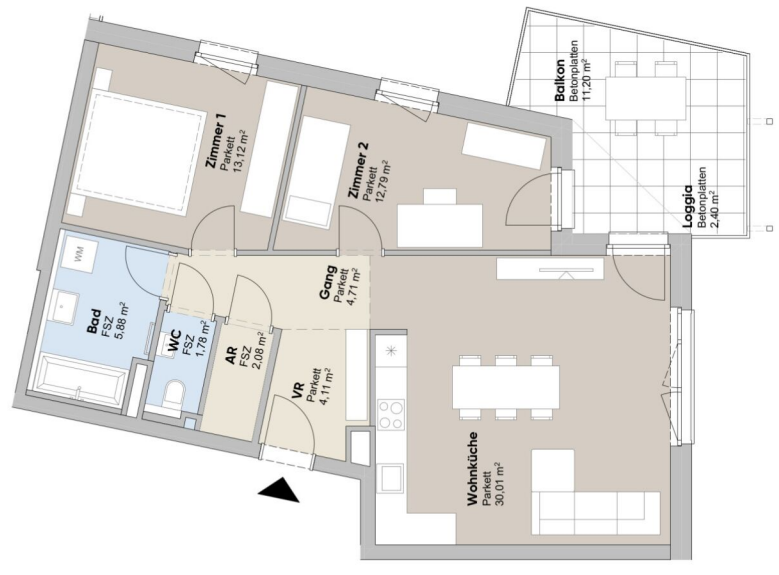 Zimmer 1
Parkett
13,12 m²
Zimmer 2
Parkett
12,79 m²
Balkon
Betonplatten
11,20 m²
Loggia
Betonplatten
2,40 m²
WM
Bad
FSZ
5,88 m²
WC
FSZ
1,78 m²
AR
FSZ
2,08 m²
Gang
Parkett
4,71 m²
VR
Parkett
4,11 m²
Wohnküche
Parkett
30,01 m²